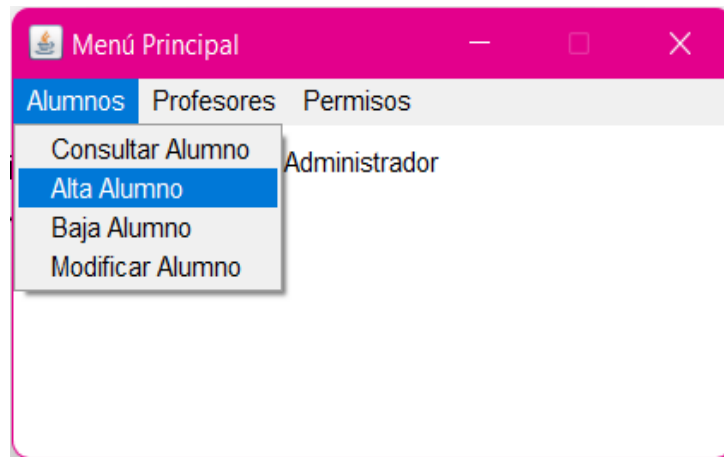 Menú Principal
Alumnos Profesores Permisos
Consultar Alumno
Administrador
Alta Alumno
Baja Alumno
Modificar Alumno